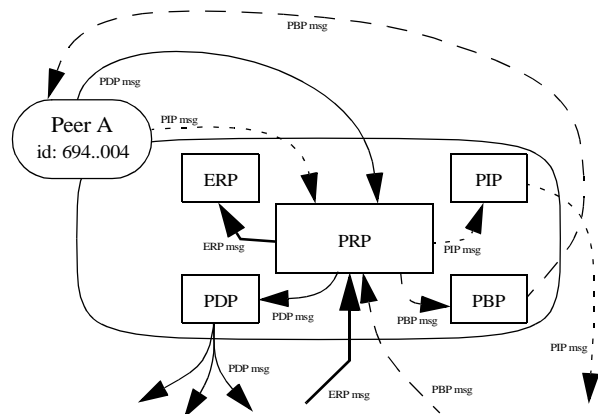 PBP msg
PDP msg
Peer A
id: 694..004
PIP msg
ERP
PIP
PRP
ERP msg
PIP msg
PDP
PDP msg
PBP msg
PBP
PDP msg
PIP msg
ERP msg
PBP msg